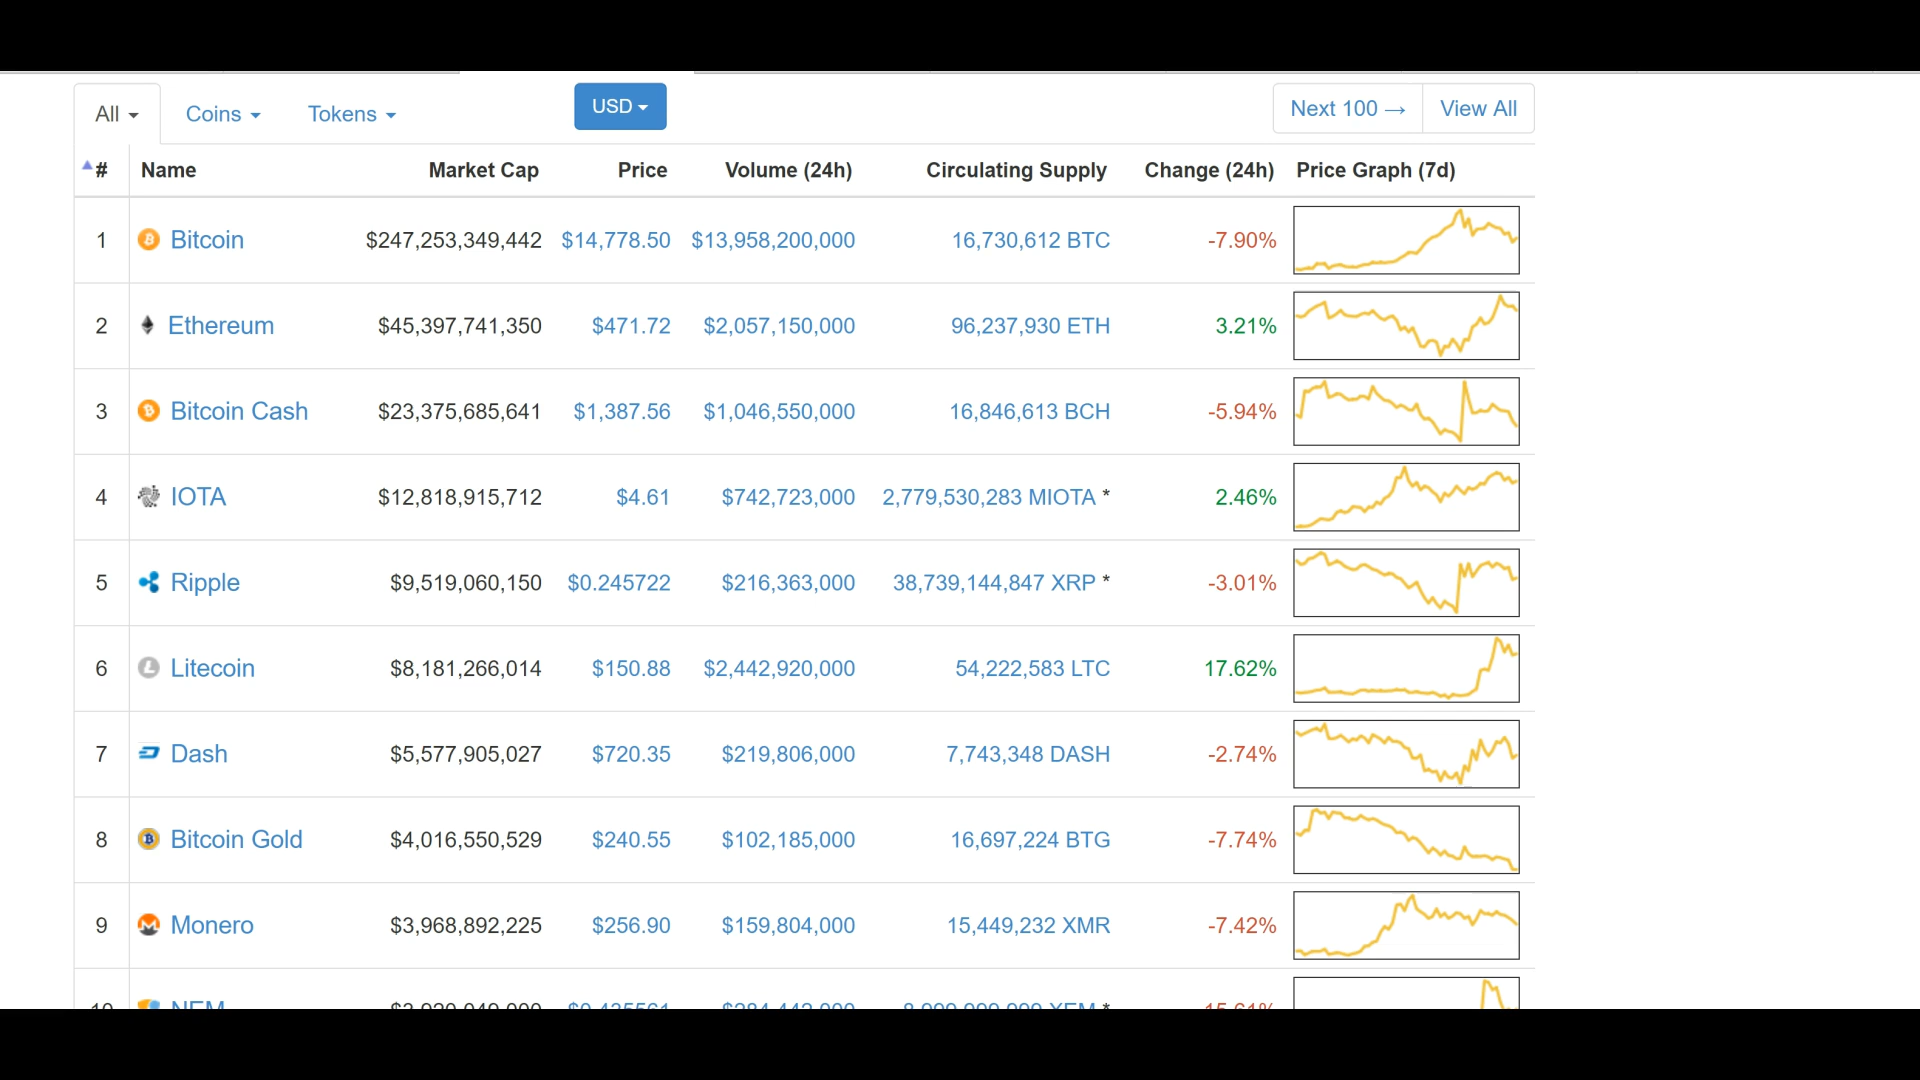 All Coins Tokens USD Next 100 → View All
# Name Market Cap Price Volume (24h) Circulating Supply Change (24h) Price Graph (7d)
1 Bitcoin $247,253,349,442 $14,778.50 $13,958,200,000 16,730,612 BTC -7.90%
2 Ethereum $45,397,741,350 $471.72 $2,057,150,000 96,237,930 ETH 3.21%
3 Bitcoin Cash $23,375,685,641 $1,387.56 $1,046,550,000 16,846,613 BCH -5.94%
4 IOTA $12,818,915,712 $4.61 $742,723,000 2,779,530,283 MIOTA * 2.46%
5 Ripple $9,519,060,150 $0.245722 $216,363,000 38,739,144,847 XRP * -3.01%
6 Litecoin $8,181,266,014 $150.88 $2,442,920,000 54,222,583 LTC 17.62%
7 Dash $5,577,905,027 $720.35 $219,806,000 7,743,348 DASH -2.74%
8 Bitcoin Gold $4,016,550,529 $240.55 $102,185,000 16,697,224 BTG -7.74%
9 Monero $3,968,892,225 $256.90 $159,804,000 15,449,232 XMR -7.42%
10 NEM XEM *